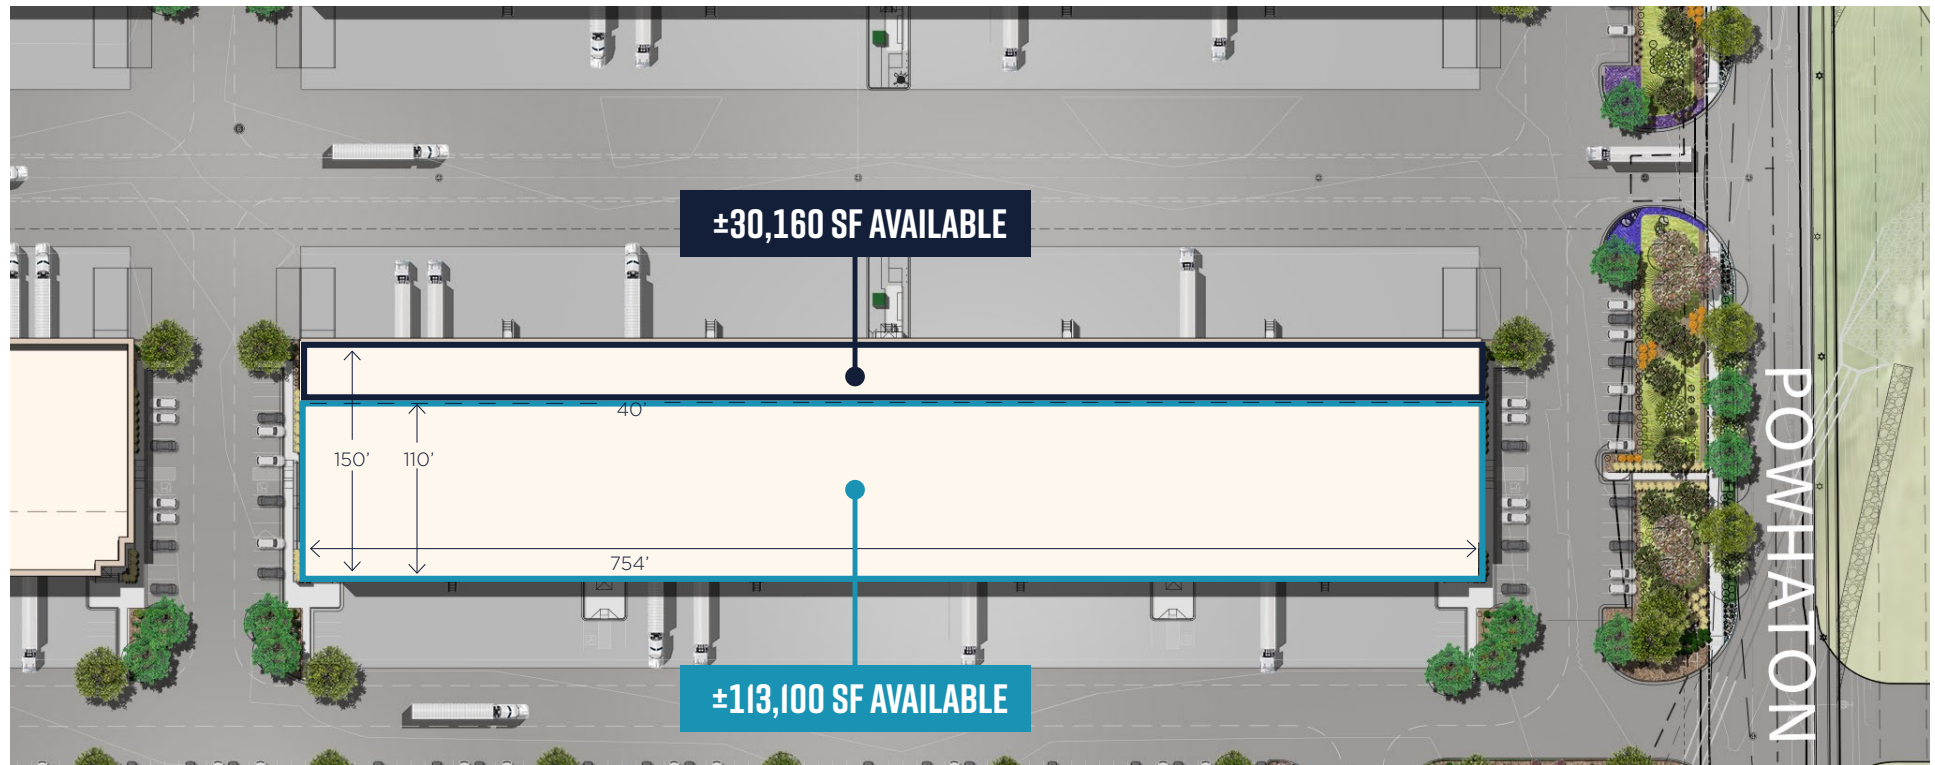 ±30,160 SF AVAILABLE
40'
150'
110'
754'
±113,100 SF AVAILABLE
POWHATON